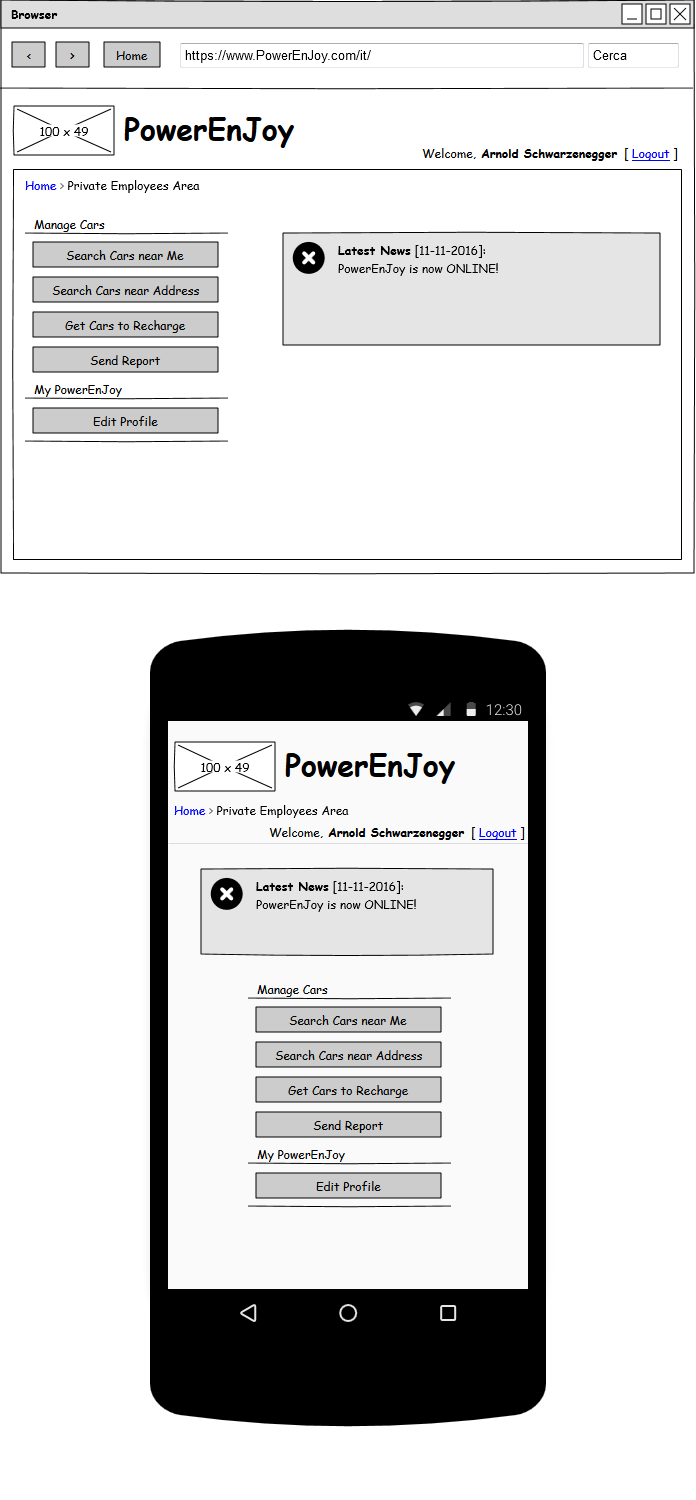 Browser
‹ › Home https://www.PowerEnJoy.com/it/ Cerca
100 x 49 PowerEnJoy
Welcome, Arnold Schwarzenegger [ Logout ]
Home > Private Employees Area
Manage Cars
Search Cars near Me
Search Cars near Address
Get Cars to Recharge
Send Report
My PowerEnJoy
Edit Profile
Latest News [11-11-2016]:
PowerEnJoy is now ONLINE!
12:30
100 x 49 PowerEnJoy
Home > Private Employees Area
Welcome, Arnold Schwarzenegger [ Logout ]
Latest News [11-11-2016]:
PowerEnJoy is now ONLINE!
Manage Cars
Search Cars near Me
Search Cars near Address
Get Cars to Recharge
Send Report
My PowerEnJoy
Edit Profile